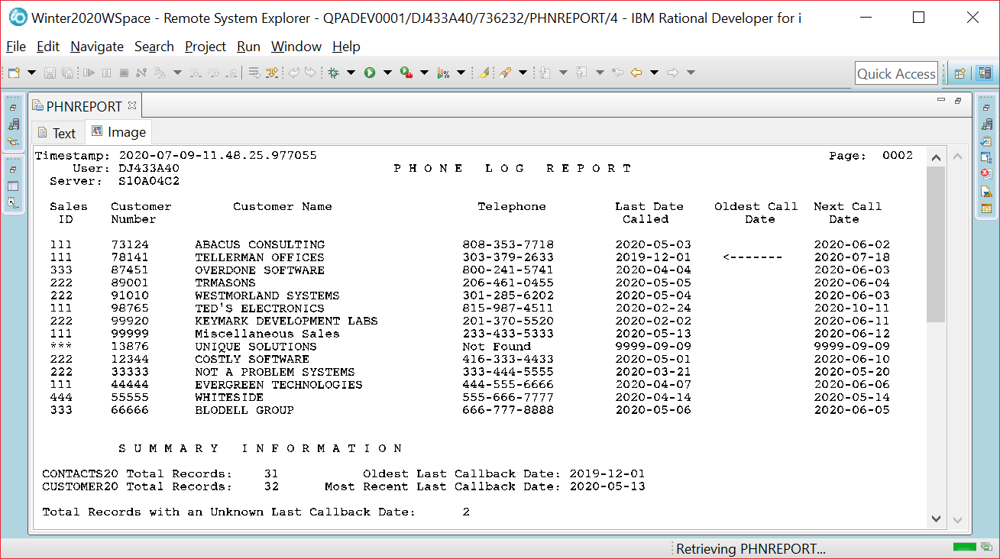 Winter2020WSpace - Remote System Explorer - QPADEV0001/DJ433A40/736232/PHNREPORT/4 - IBM Rational Developer for i
File Edit Navigate Search Project Run Window Help
Quick Access
PHNREPORT
Text Image
Timestamp: 2020-07-09-11.48.25.977055 Page: 0002
User: DJ433A40 P H O N E L O G R E P O R T
Server: S10A04C2
Sales Customer Customer Name Telephone Last Date Oldest Call Next Call
ID Number Called Date Date
111 73124 ABACUS CONSULTING 808-353-7718 2020-05-03 2020-06-02
111 78141 TELLERMAN OFFICES 303-379-2633 2019-12-01 <------- 2020-07-18
333 87451 OVERDONE SOFTWARE 800-241-5741 2020-04-04 2020-06-03
222 89001 TRMASONS 206-461-0455 2020-05-05 2020-06-04
222 91010 WESTMORLAND SYSTEMS 301-285-6202 2020-05-04 2020-06-03
111 98765 TED'S ELECTRONICS 815-987-4511 2020-02-24 2020-10-11
222 99920 KEYMARK DEVELOPMENT LABS 201-370-5520 2020-02-02 2020-06-11
111 99999 Miscellaneous Sales 233-433-5333 2020-05-13 2020-06-12
*** 13876 UNIQUE SOLUTIONS Not Found 9999-09-09 9999-09-09
222 12344 COSTLY SOFTWARE 416-333-4433 2020-05-01 2020-06-10
222 33333 NOT A PROBLEM SYSTEMS 333-444-5555 2020-03-21 2020-05-20
111 44444 EVERGREEN TECHNOLOGIES 444-555-6666 2020-04-07 2020-06-06
444 55555 WHITESIDE 555-666-7777 2020-04-14 2020-05-14
333 66666 BLODELL GROUP 666-777-8888 2020-05-06 2020-06-05
S U M M A R Y I N F O R M A T I O N
CONTACTS20 Total Records: 31 Oldest Last Callback Date: 2019-12-01
CUSTOMER20 Total Records: 32 Most Recent Last Callback Date: 2020-05-13
Total Records with an Unknown Last Callback Date: 2
Retrieving PHNREPORT...